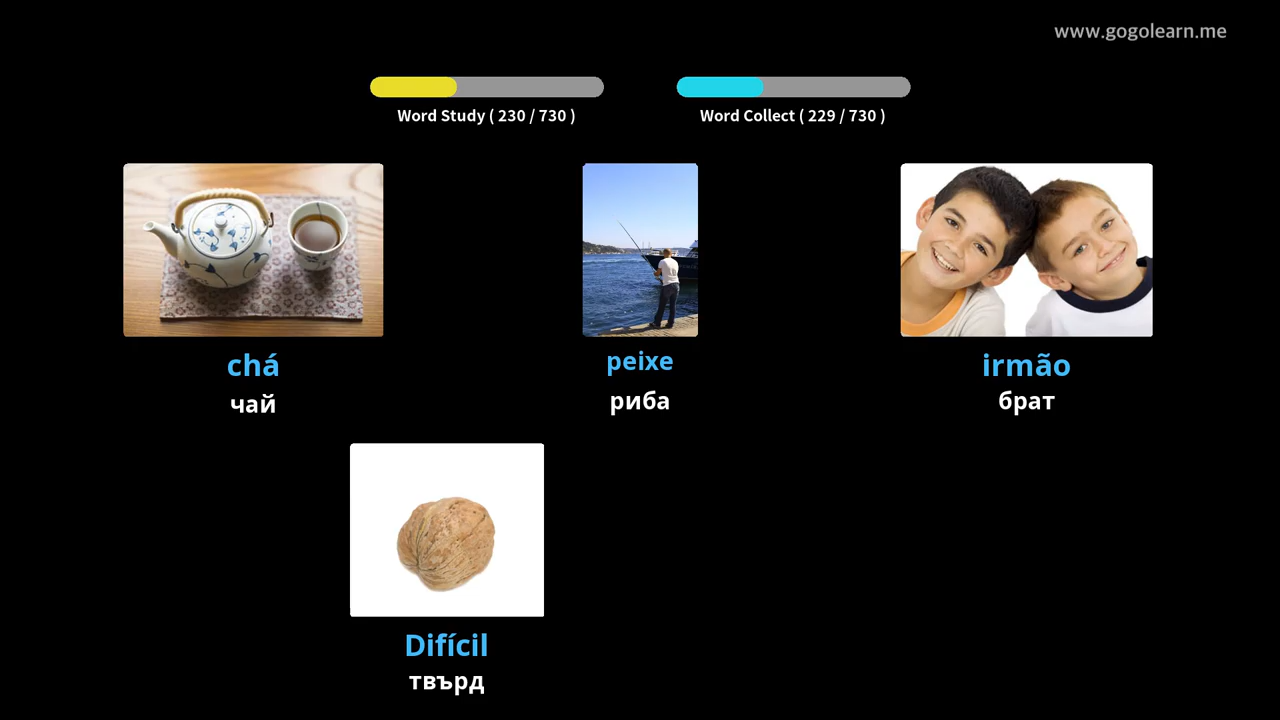 www.gogolearn.me
Word Study ( 230 / 730 )
Word Collect ( 229 / 730 )
chá
чай
peixe
риба
irmão
брат
Difícil
твърд